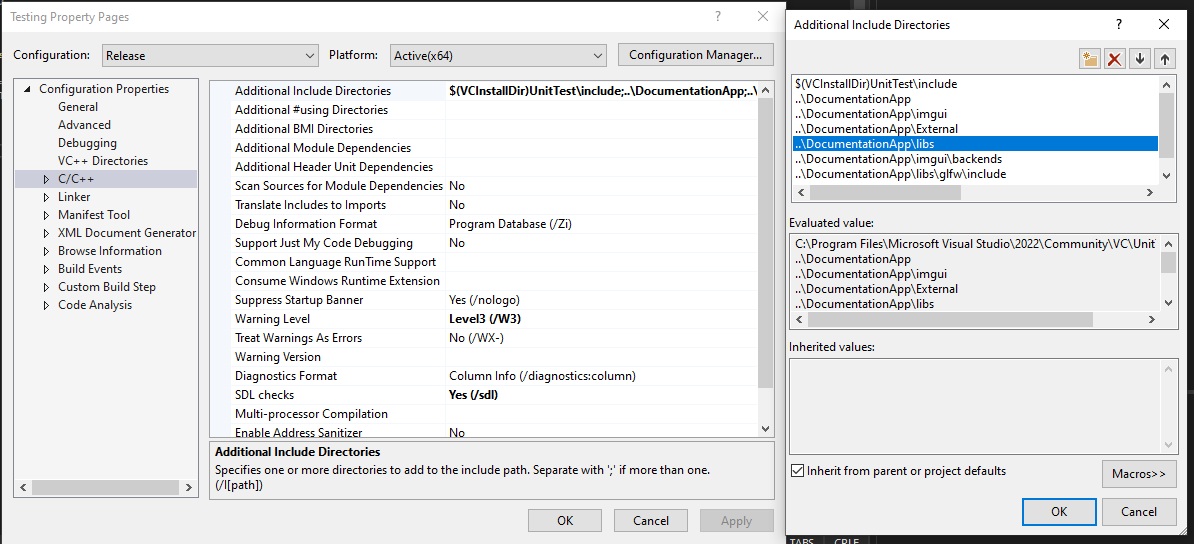 Testing Property Pages
?
Configuration: Release Platform: Active(x64) Configuration Manager...
Configuration Properties
General
Advanced
Debugging
VC++ Directories
C/C++
Linker
Manifest Tool
XML Document Generator
Browse Information
Build Events
Custom Build Step
Code Analysis
Additional Include Directories $(VCInstallDir)UnitTest\include;..\DocumentationApp;..\
Additional #using Directories
Additional BMI Directories
Additional Module Dependencies
Additional Header Unit Dependencies
Scan Sources for Module Dependencies No
Translate Includes to Imports No
Debug Information Format Program Database (/Zi)
Support Just My Code Debugging No
Common Language RunTime Support
Consume Windows Runtime Extension
Suppress Startup Banner Yes (/nologo)
Warning Level Level3 (/W3)
Treat Warnings As Errors No (/WX-)
Warning Version
Diagnostics Format Column Info (/diagnostics:column)
SDL checks Yes (/sdl)
Multi-processor Compilation
Enable Address Sanitizer No
Additional Include Directories
Specifies one or more directories to add to the include path. Separate with ';' if more than one.
(/I[path])
OK Cancel Apply
Additional Include Directories
?
$(VCInstallDir)UnitTest\include
..\DocumentationApp
..\DocumentationApp\imgui
..\DocumentationApp\External
..\DocumentationApp\libs
..\DocumentationApp\imgui\backends
..\DocumentationApp\libs\glfw\include
Evaluated value:
C:\Program Files\Microsoft Visual Studio\2022\Community\VC\Unit
..\DocumentationApp
..\DocumentationApp\imgui
..\DocumentationApp\External
..\DocumentationApp\libs
Inherited values:
Inherit from parent or project defaults
Macros>>
OK Cancel
TABS CRLF